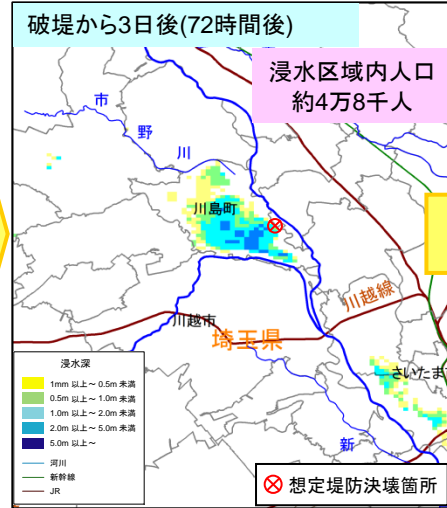 破堤から3日後(72時間後)
浸水区域内人口
約4万8千人
市
野
川
川島町
川越線
川越市
埼玉県
さいたま
新
浸水深
1mm 以上～ 0.5m 未満
0.5m 以上～ 1.0m 未満
1.0m 以上～ 2.0m 未満
2.0m 以上～ 5.0m 未満
5.0m 以上～
河川
新幹線
JR
想定堤防決壊箇所